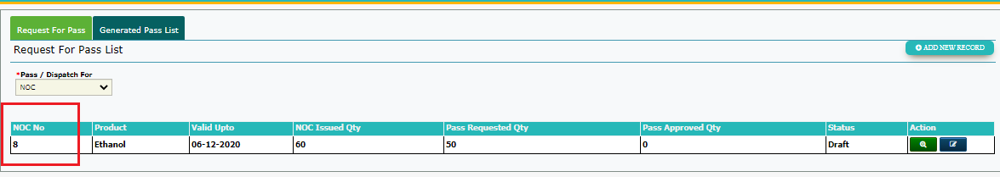 Request For Pass Generated Pass List
Request For Pass List
ADD NEW RECORD
*Pass / Dispatch For
NOC
NOC No Product Valid Upto NOC Issued Qty Pass Requested Qty Pass Approved Qty Status Action
8 Ethanol 06-12-2020 60 50 0 Draft